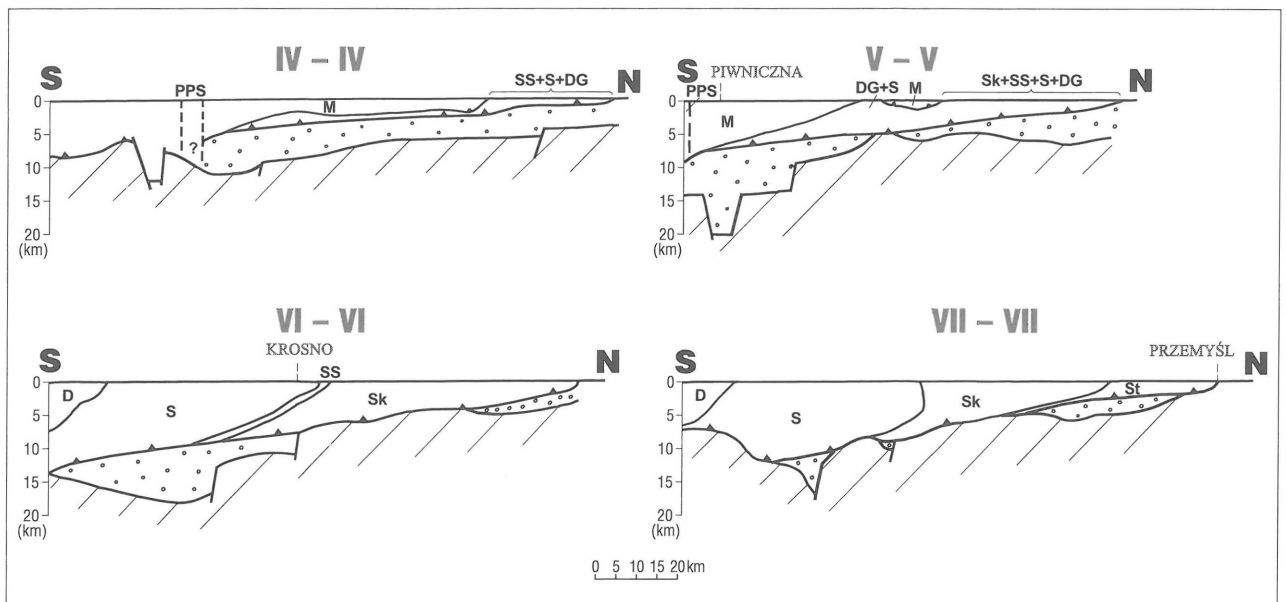 IV – IV
S PPS M SS+S+DG N
0
5
?
10
15
20
(km)
V – V
S PIWNICZNA DG+S M Sk+SS+S+DG N
PPS
0
M
5
10
15
20
(km)
VI – VI
S KROSNO N
SS
0
D S Sk
5
10
15
20
(km)
VII – VII
S PRZEMYŚL N
0
D S Sk St
5
10
15
20
(km)
0 5 10 15 20 km